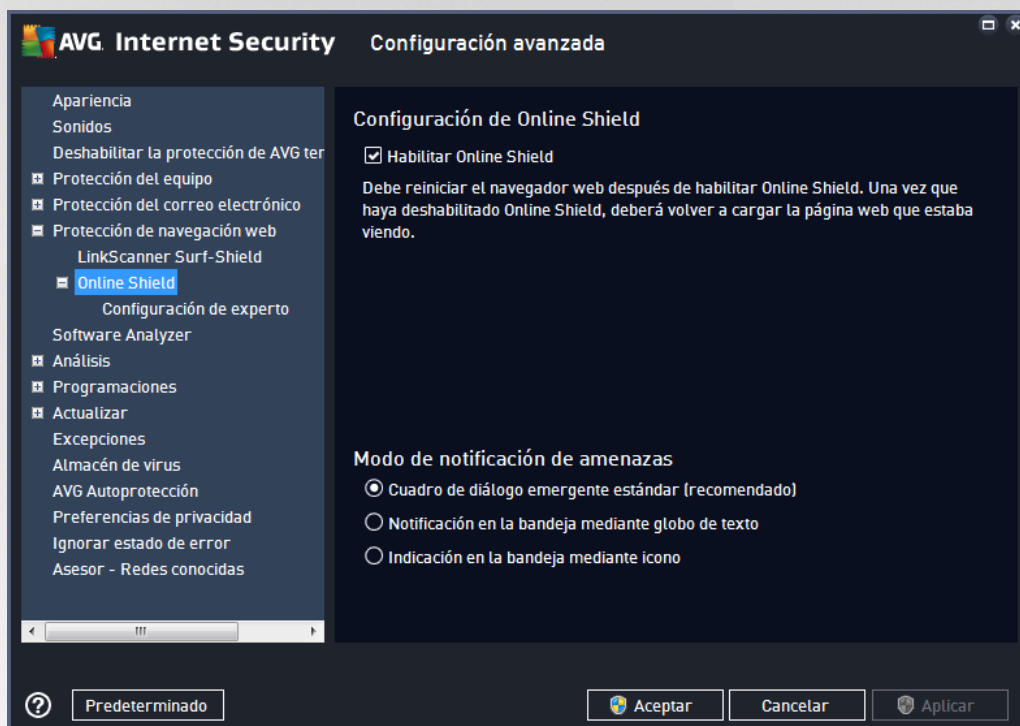 AVG. Internet Security
Configuración avanzada
Apariencia
Sonidos
Deshabilitar la protección de AVG ter
Protección del equipo
Protección del correo electrónico
Protección de navegación web
LinkScanner Surf-Shield
Online Shield
Configuración de experto
Software Analyzer
Análisis
Programaciones
Actualizar
Excepciones
Almacén de virus
AVG Autoprotección
Preferencias de privacidad
Ignorar estado de error
Asesor - Redes conocidas
Configuración de Online Shield
Habilitar Online Shield
Debe reiniciar el navegador web después de habilitar Online Shield. Una vez que
haya deshabilitado Online Shield, deberá volver a cargar la página web que estaba
viendo.
Modo de notificación de amenazas
Cuadro de diálogo emergente estándar (recomendado)
Notificación en la bandeja mediante globo de texto
Indicación en la bandeja mediante icono
Predeterminado
Aceptar
Cancelar
Aplicar